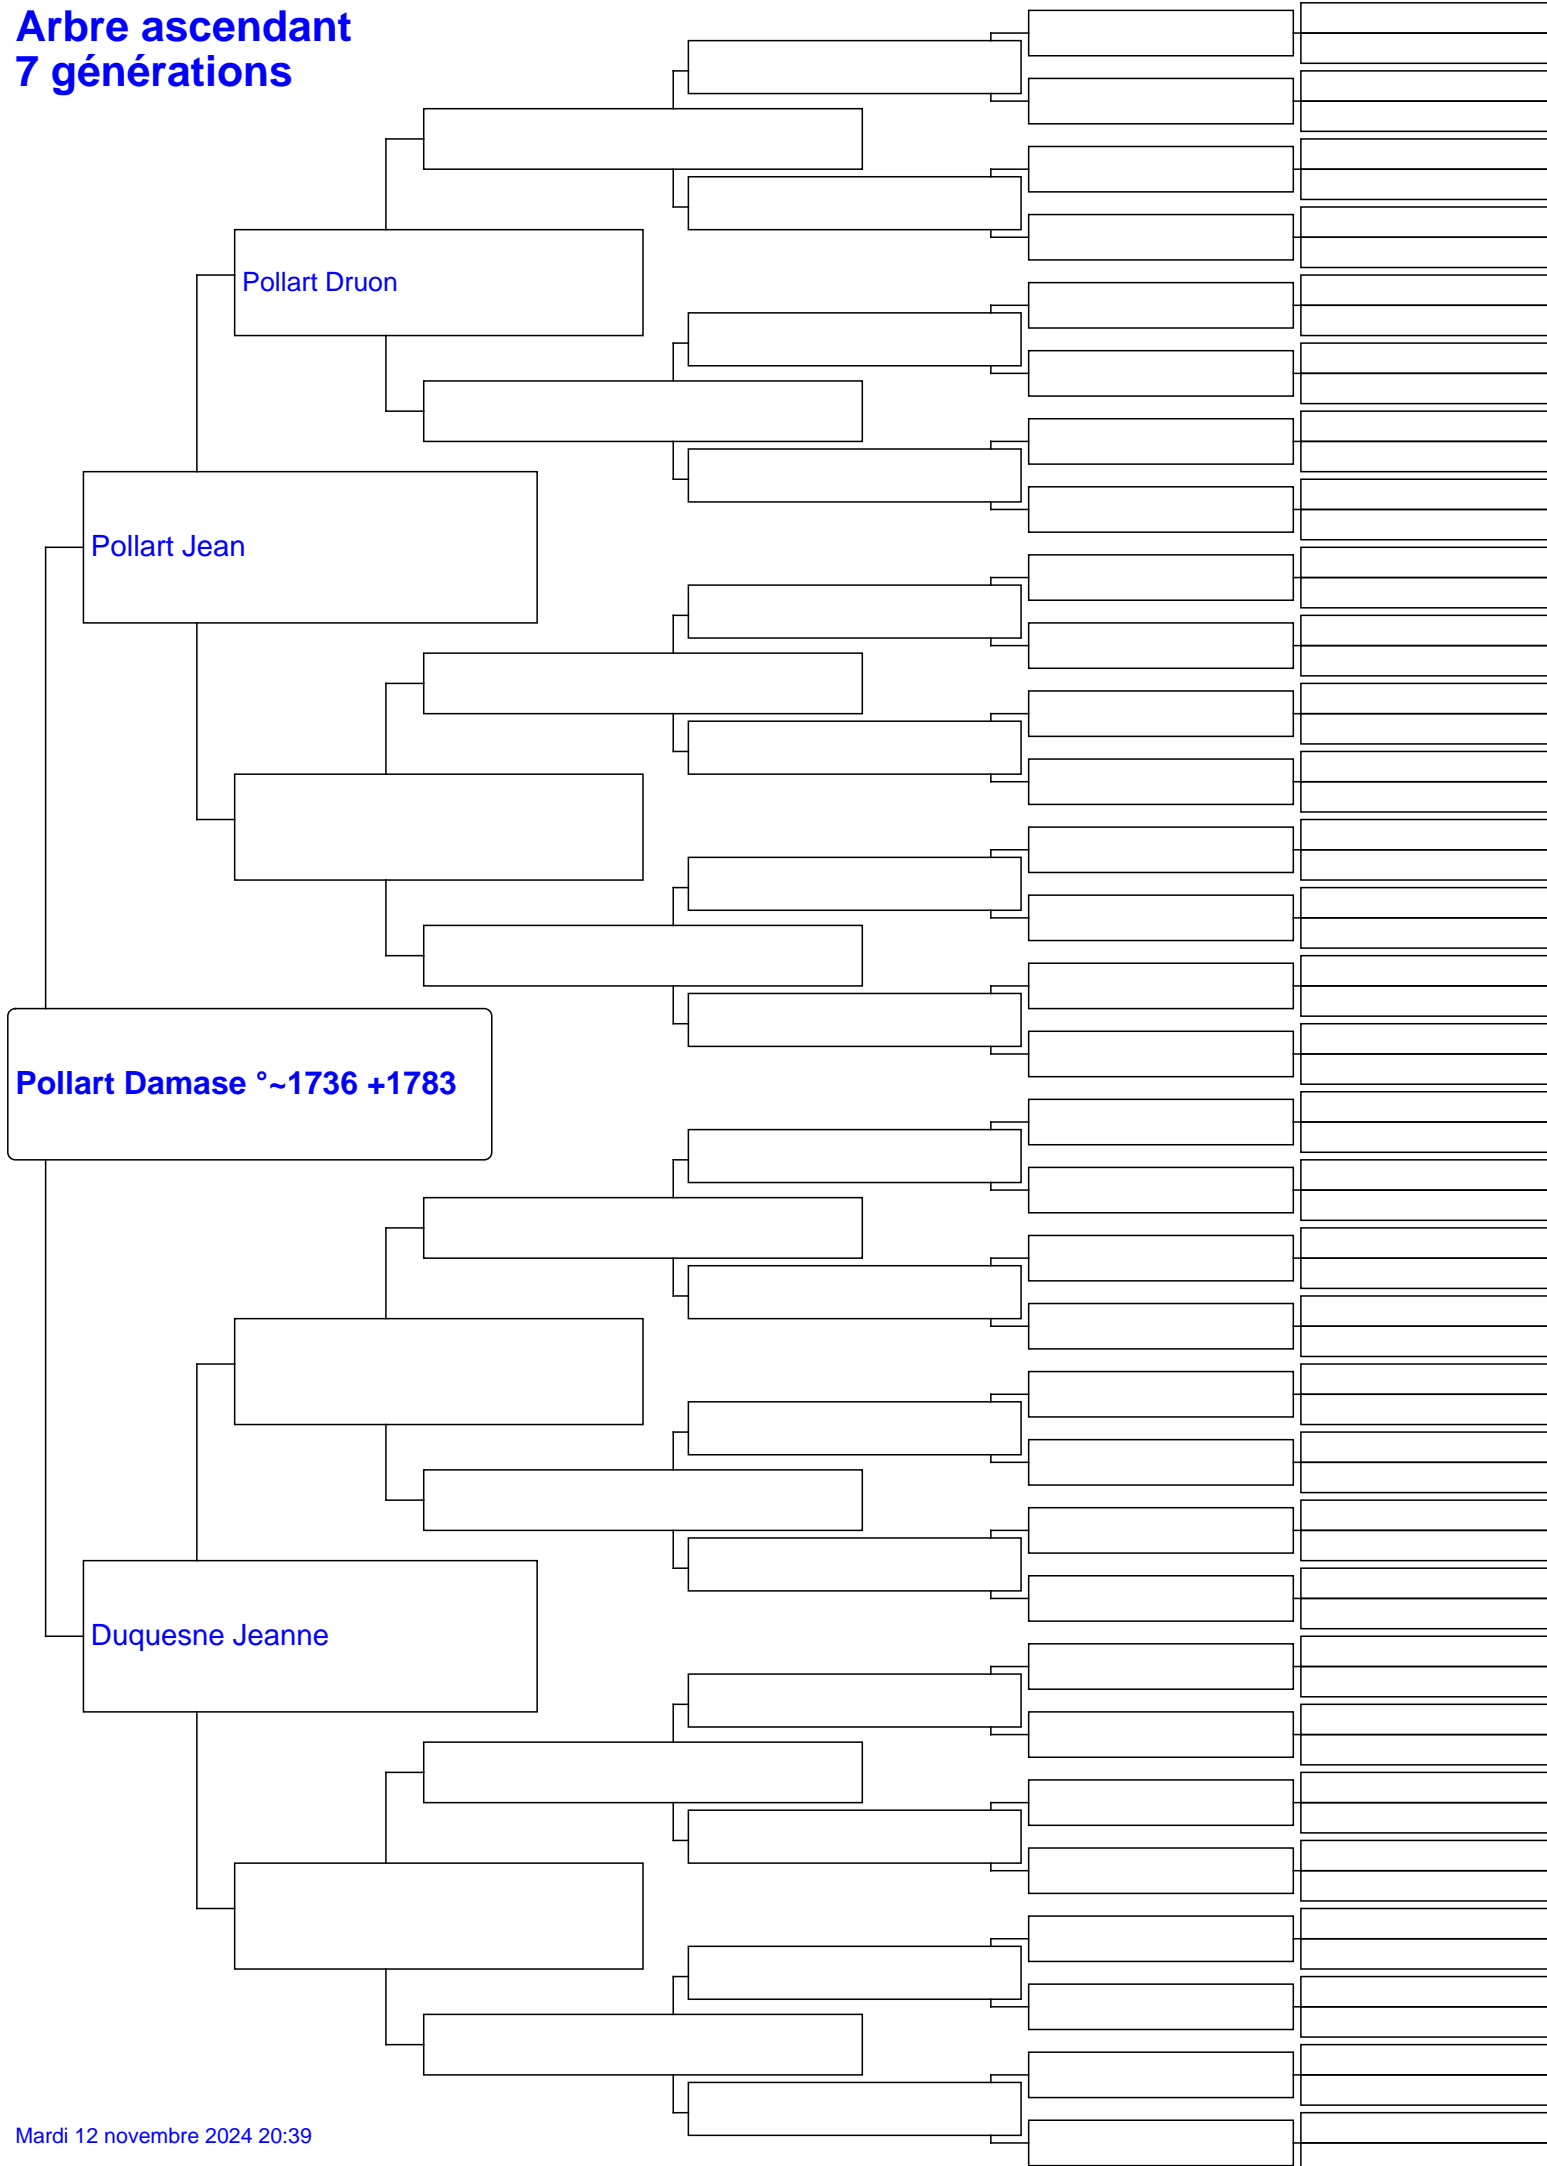 Arbre ascendant
7 générations
Pollart Druon
Pollart Jean
Pollart Damase °~1736 +1783
Duquesne Jeanne
Mardi 12 novembre 2024 20:39